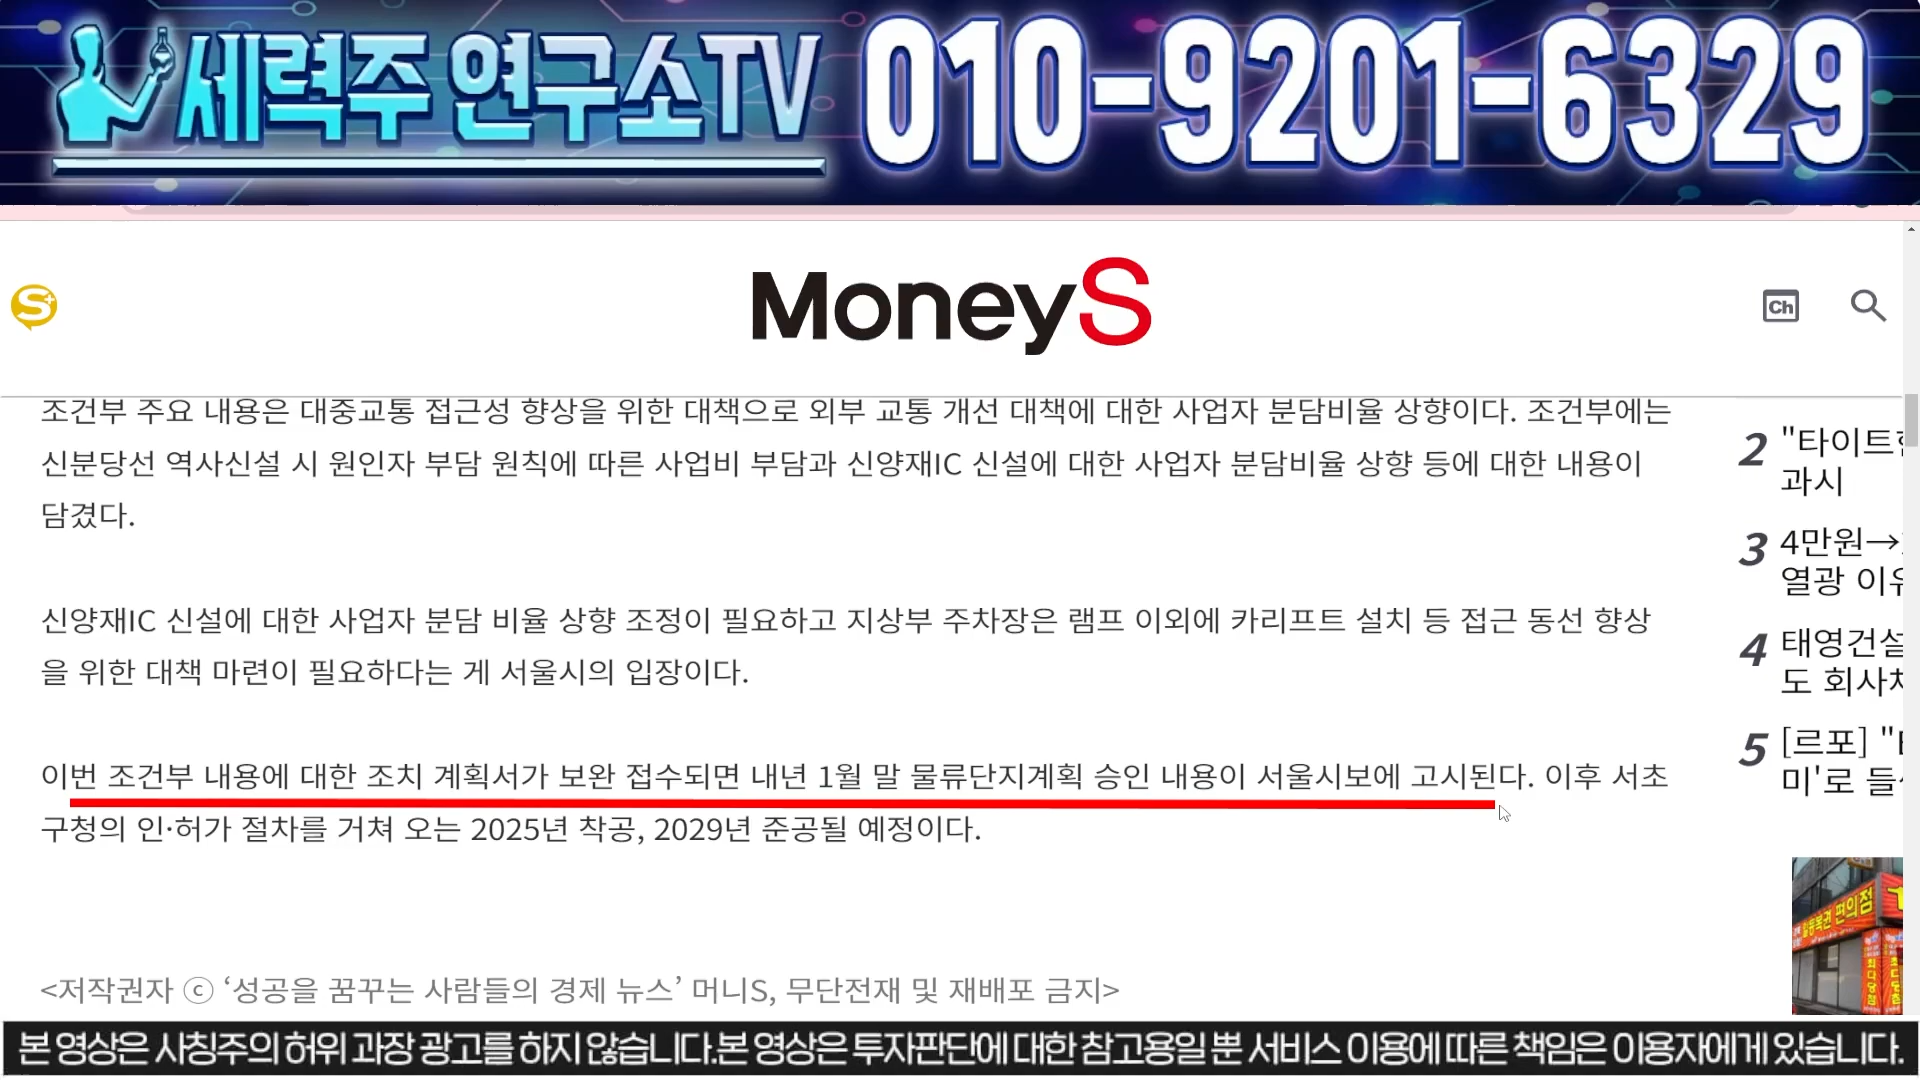 세력주 연구소TV 010-9201-6329
MoneyS
Ch
조건부 주요 내용은 대중교통 접근성 향상을 위한 대책으로 외부 교통 개선 대책에 대한 사업자 분담비율 상향이다. 조건부에는
신분당선 역사신설 시 원인자 부담 원칙에 따른 사업비 부담과 신양재IC 신설에 대한 사업자 분담비율 상향 등에 대한 내용이
담겼다.
신양재IC 신설에 대한 사업자 분담 비율 상향 조정이 필요하고 지상부 주차장은 램프 이외에 카리프트 설치 등 접근 동선 향상
을 위한 대책 마련이 필요하다는 게 서울시의 입장이다.
이번 조건부 내용에 대한 조치 계획서가 보완 접수되면 내년 1월 말 물류단지계획 승인 내용이 서울시보에 고시된다. 이후 서초
구청의 인·허가 절차를 거쳐 오는 2025년 착공, 2029년 준공될 예정이다.
<저작권자 ⓒ ‘성공을 꿈꾸는 사람들의 경제 뉴스’ 머니S, 무단전재 및 재배포 금지>
2 "타이트
과시
3 4만원→
열광
4 태영건설
도
5 [르포] "
미'로
편의점
본 영상은 사칭주의 허위 과장 광고를 하지 않습니다.본 영상은 투자판단에 대한 참고용일 뿐 서비스 이용에 따른 책임은 이용자에게 있습니다.